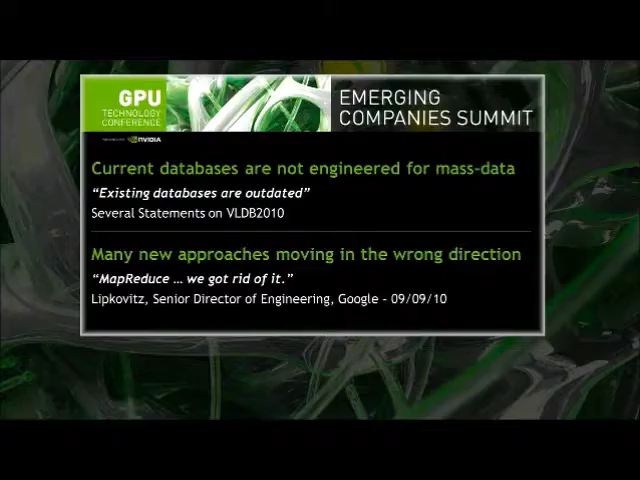 GPU
TECHNOLOGY
CONFERENCE
EMERGING
COMPANIES SUMMIT
NVIDIA
Current databases are not engineered for mass-data
“Existing databases are outdated”
Several Statements on VLDB2010
Many new approaches moving in the wrong direction
“MapReduce … we got rid of it.”
Lipkovitz, Senior Director of Engineering, Google – 09/09/10